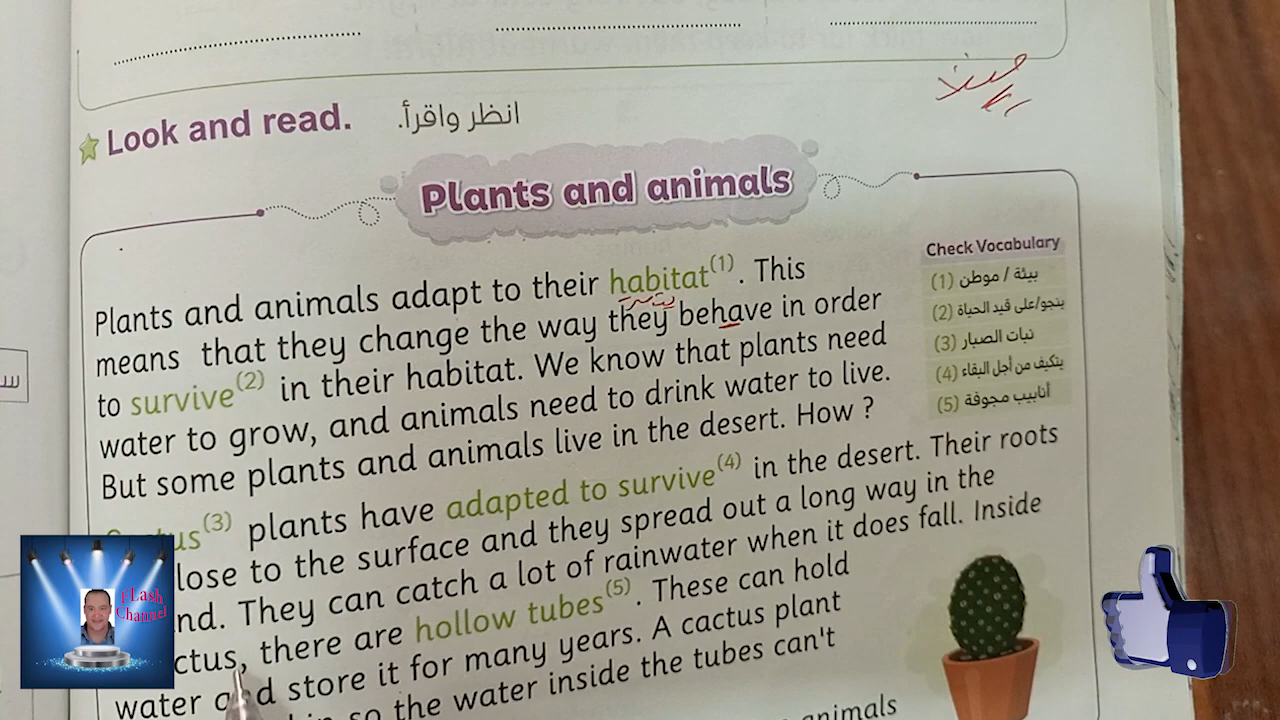 Look and read. انظر واقرأ.
Plants and animals
Plants and animals adapt to their habitat(1). This
means that they change the way they behave in order
to survive(2) in their habitat. We know that plants need
water to grow, and animals need to drink water to live.
But some plants and animals live in the desert. How ?
plants have adapted to survive(4) in the desert. Their roots
lose to the surface and they spread out a long way in the
nd. They can catch a lot of rainwater when it does fall. Inside
ctus, there are hollow tubes(5). These can hold
water and store it for many years. A cactus plant
so the water inside the tubes can't
animals
Check Vocabulary
(1) بيئة / موطن
(2) ينجو/على قيد الحياة
(3) نبات الصبار
(4) يتكيف من أجل البقاء
(5) أنابيب مجوفة
FLash
Channel